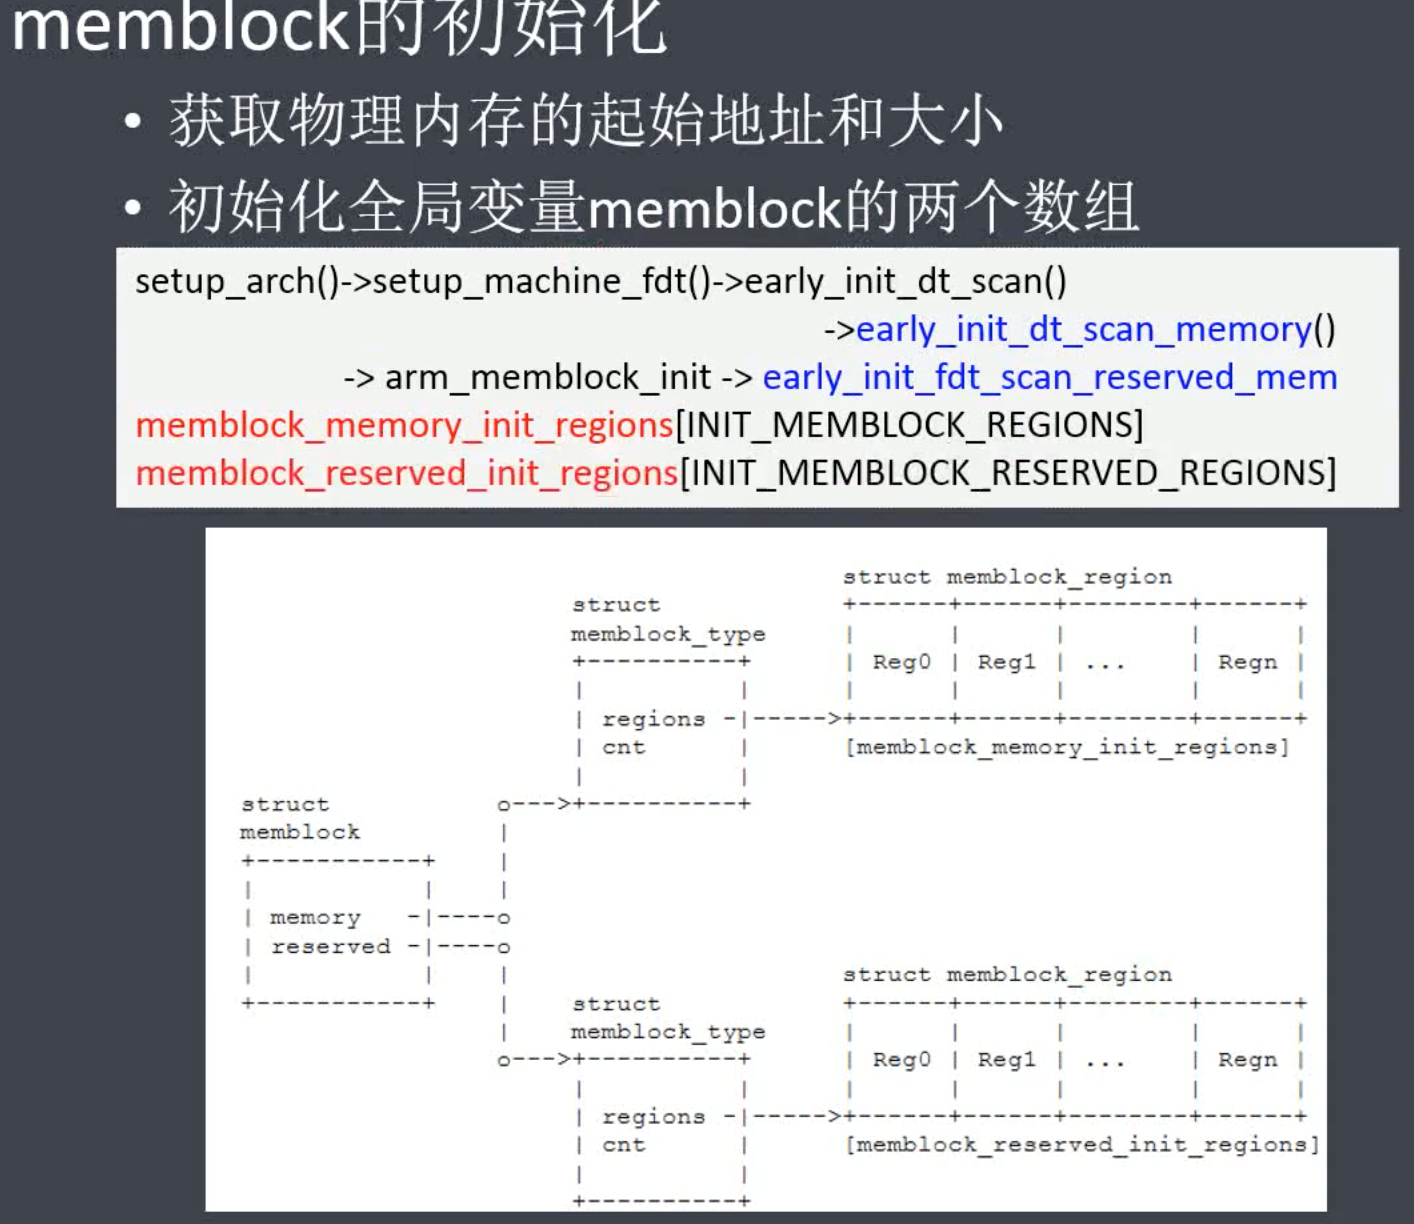 memblock的初始化
• 获取物理内存的起始地址和大小
• 初始化全局变量memblock的两个数组
setup_arch()->setup_machine_fdt()->early_init_dt_scan()
->early_init_dt_scan_memory()
-> arm_memblock_init -> early_init_fdt_scan_reserved_mem
memblock_memory_init_regions[INIT_MEMBLOCK_REGIONS]
memblock_reserved_init_regions[INIT_MEMBLOCK_RESERVED_REGIONS]
struct memblock_region
struct
memblock_type
Reg0 | Reg1 | ... | Regn
regions
cnt
[memblock_memory_init_regions]
struct
memblock
memory
reserved
struct memblock_region
struct
memblock_type
Reg0 | Reg1 | ... | Regn
regions
cnt
[memblock_reserved_init_regions]